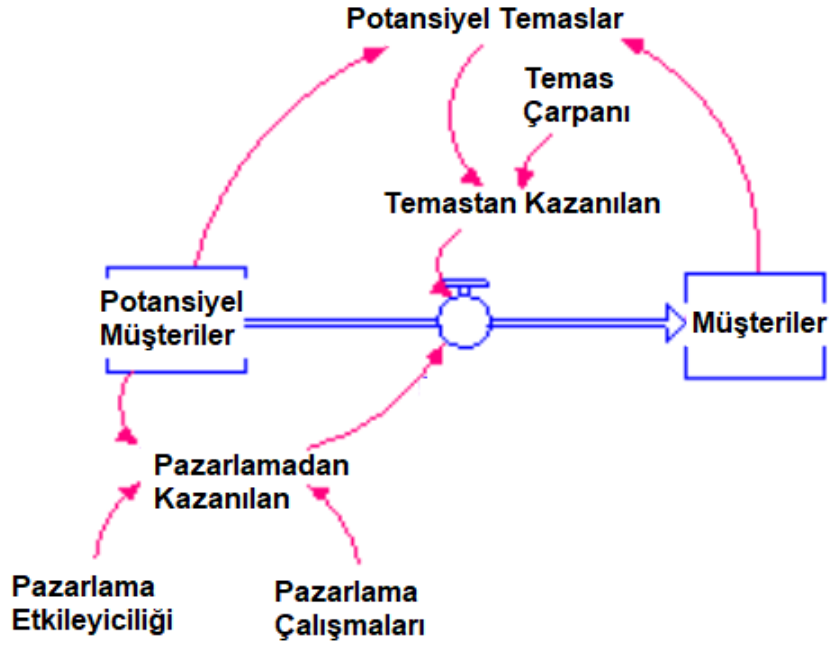 Potansiyel Temaslar
Temas
Çarpanı
Temastan Kazanılan
Potansiyel
Müşteriler
Müşteriler
Pazarlamadan
Kazanılan
Pazarlama
Etkileyiciliği
Pazarlama
Çalışmaları